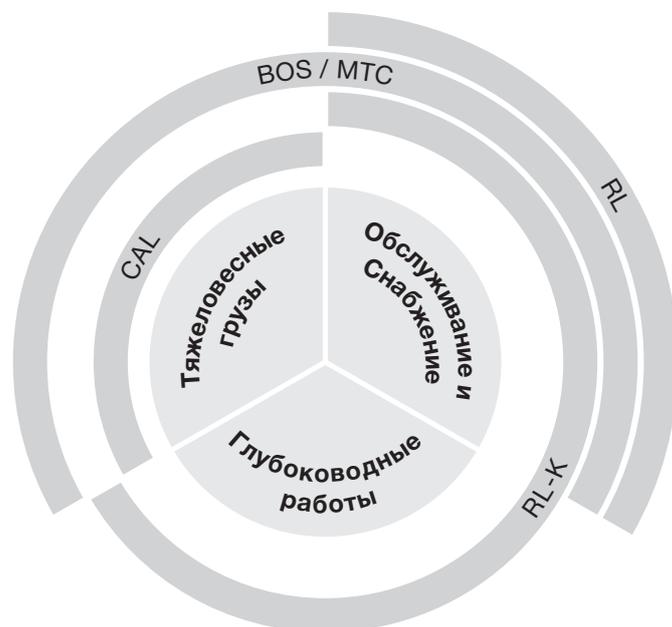 BOS / MTC
RL
CAL
Тяжеловесные
грузы
Обслуживание и
Снабжение
Глубоководные
работы
RL-K